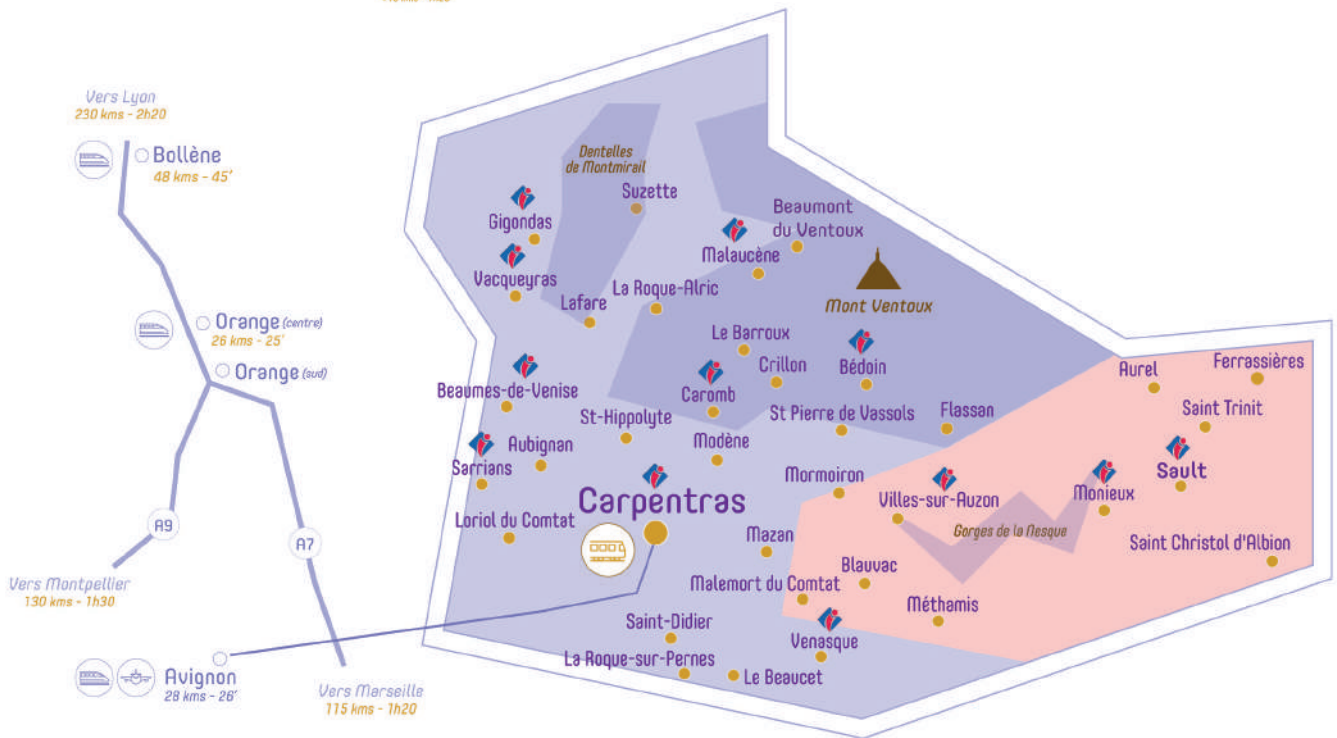 Vers Lyon
230 kms - 2h20
Bollène
48 kms - 45'
Orange (centre)
26 kms - 25'
Orange (sud)
A9
A7
Vers Montpellier
130 kms - 1h30
Avignon
28 kms - 26'
Vers Marseille
115 kms - 1h20
Dentelles
de Montmirail
Suzette
Gigondas
Beaumont
du Ventoux
Malaucène
Vacqueyras
La Roque-Alric
Lafare
Mont Ventoux
Le Barroux
Crillon
Bédoin
Beaumes-de-Venise
Caromb
St-Hippolyte
St Pierre de Vassols
Flassan
Aurel
Ferrassières
Saint Trinit
Aubignan
Modène
Sarrians
Sault
Mormoiron
Villes-sur-Auzon
Monieux
Carpentras
Loriol du Comtat
Gorges de la Nesque
Mazan
Saint Christol d'Albion
Blauvac
Malemort du Comtat
Méthamis
Saint-Didier
Venasque
La Roque-sur-Pernes
Le Beaucet